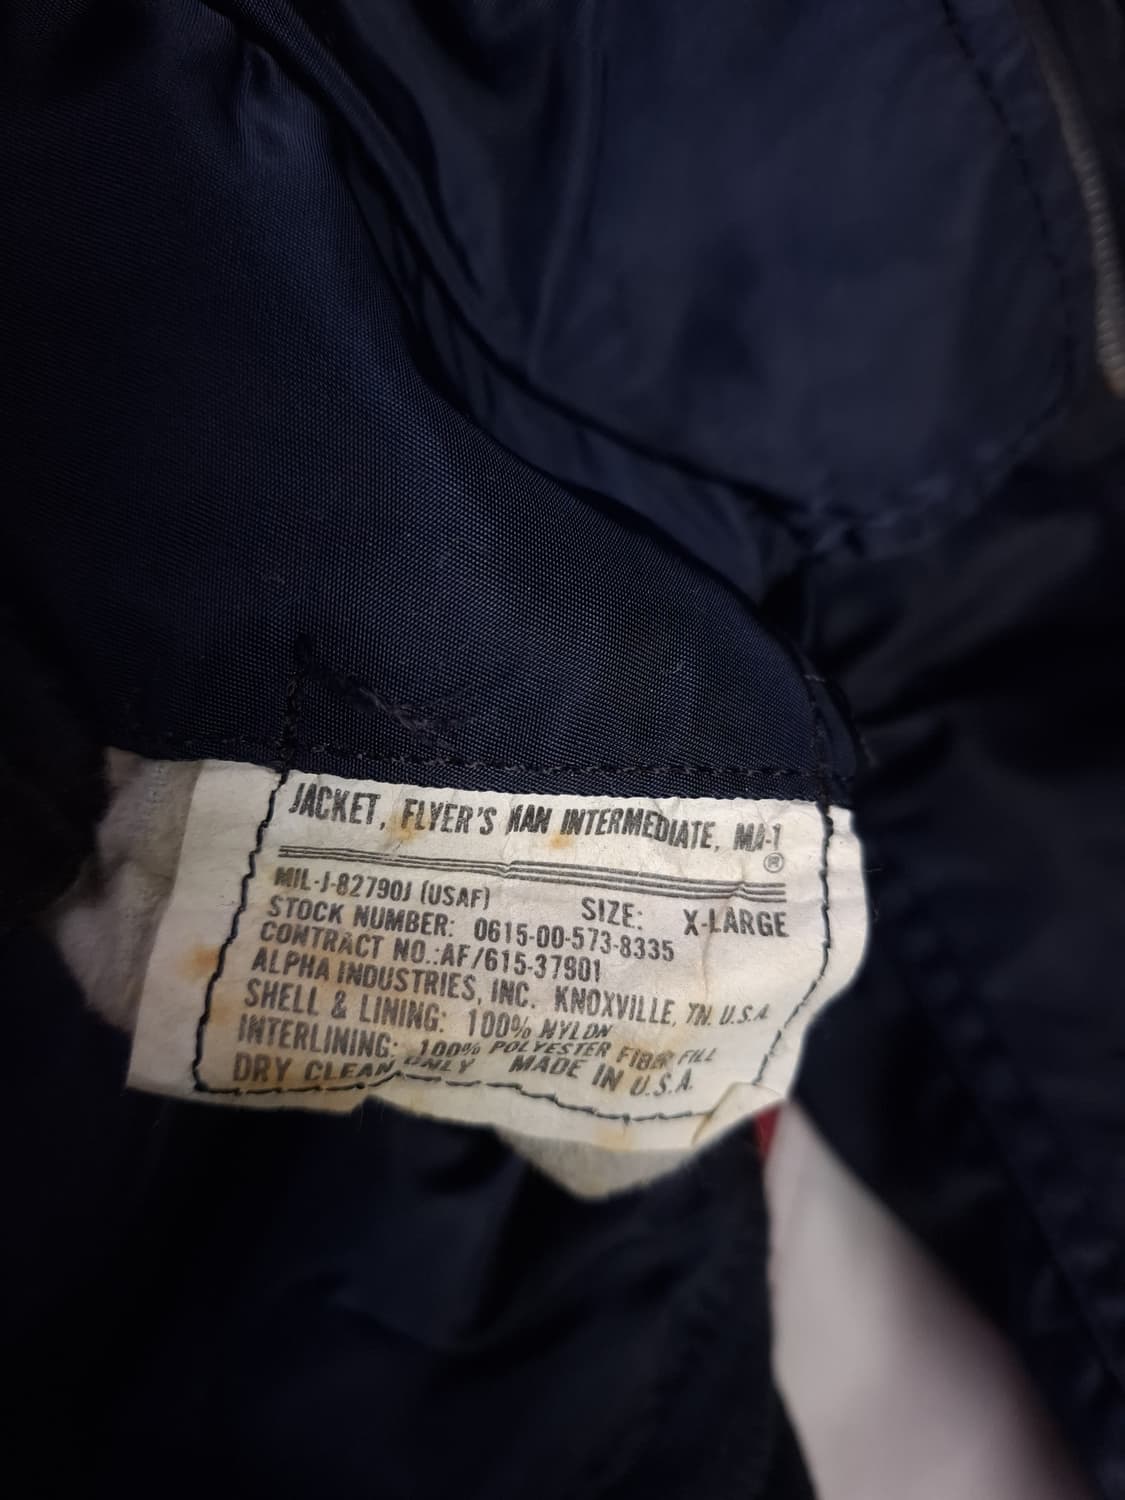 JACKET, FLYER'S MAN INTERMEDIATE, MA-1
®
MIL-J-82790J (USAF)
SIZE: X-LARGE
STOCK NUMBER: 0615-00-573-8335
CONTRACT NO.:AF/615-37901
ALPHA INDUSTRIES, INC. KNOXVILLE, TN. U.S.A.
SHELL & LINING: 100% NYLON
INTERLINING: 100% POLYESTER FIBER FILL
DRY CLEAN ONLY MADE IN U.S.A.